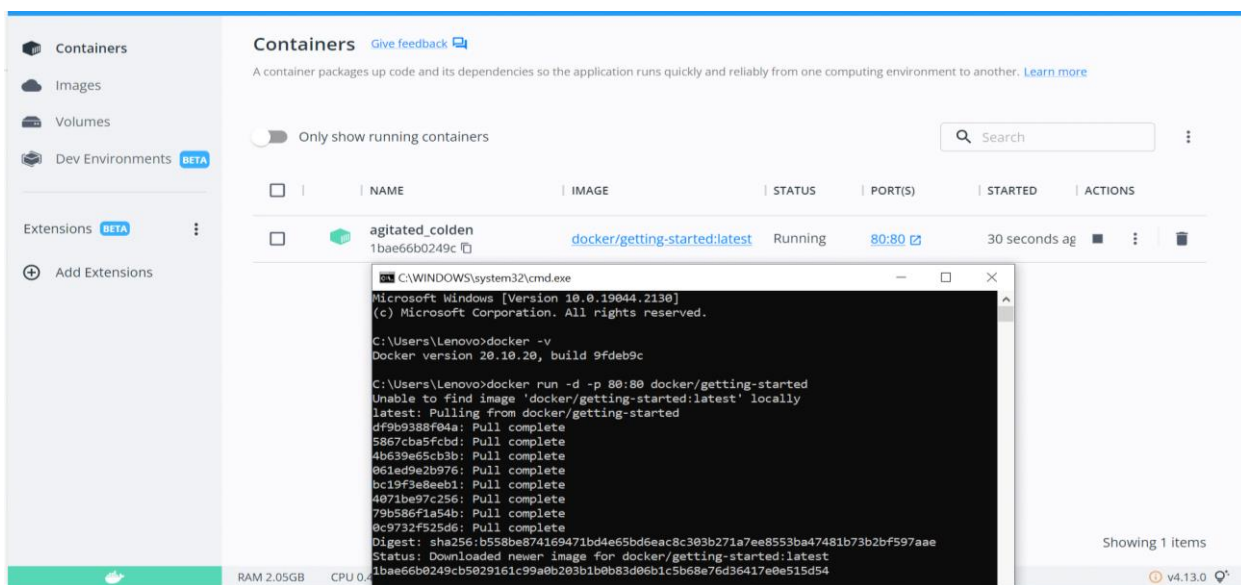 Containers
Images
Volumes
Dev Environments BETA
Extensions BETA
Add Extensions
Containers Give feedback
A container packages up code and its dependencies so the application runs quickly and reliably from one computing environment to another. Learn more
Only show running containers
Search
NAME IMAGE STATUS PORT(S) STARTED ACTIONS
agitated_colden docker/getting-started:latest Running 80:80 30 seconds ag
1bae66b0249c
C:\WINDOWS\system32\cmd.exe
Microsoft Windows [Version 10.0.19044.2130]
(c) Microsoft Corporation. All rights reserved.
C:\Users\Lenovo>docker -v
Docker version 20.10.20, build 9fdeb9c
C:\Users\Lenovo>docker run -d -p 80:80 docker/getting-started
Unable to find image 'docker/getting-started:latest' locally
latest: Pulling from docker/getting-started
df9b9388f04a: Pull complete
5867cba5fcbd: Pull complete
4b639e65cb3b: Pull complete
061ed9e2b976: Pull complete
bc19f3e8eeb1: Pull complete
4071be97c256: Pull complete
79b586f1a54b: Pull complete
0c9732f525d6: Pull complete
Digest: sha256:b558be874169471bd4e65bd6eac8c303b271a7ee8553ba47481b73b2bf597aae
Status: Downloaded newer image for docker/getting-started:latest
1bae66b0249cb5029161c99a0b203b1b0b83d06b1c5b68e76d36417e0e515d54
Showing 1 items
RAM 2.05GB CPU 0.4 v4.13.0